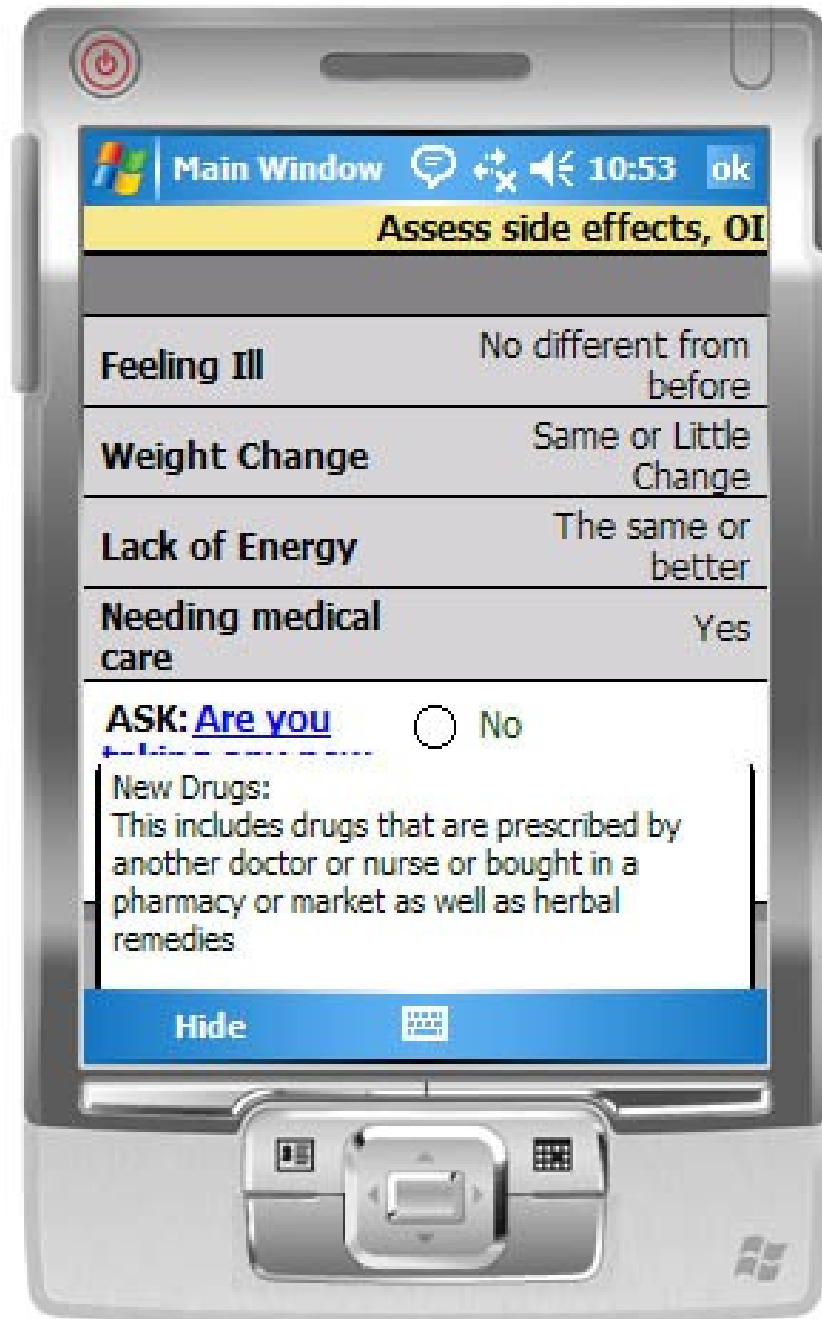 Main Window 10:53 ok
Assess side effects, OI
Feeling Ill
No different from
before
Weight Change
Same or Little
Change
Lack of Energy
The same or
better
Needing medical
care
Yes
ASK: Are you
No
New Drugs:
This includes drugs that are prescribed by
another doctor or nurse or bought in a
pharmacy or market as well as herbal
remedies
Hide